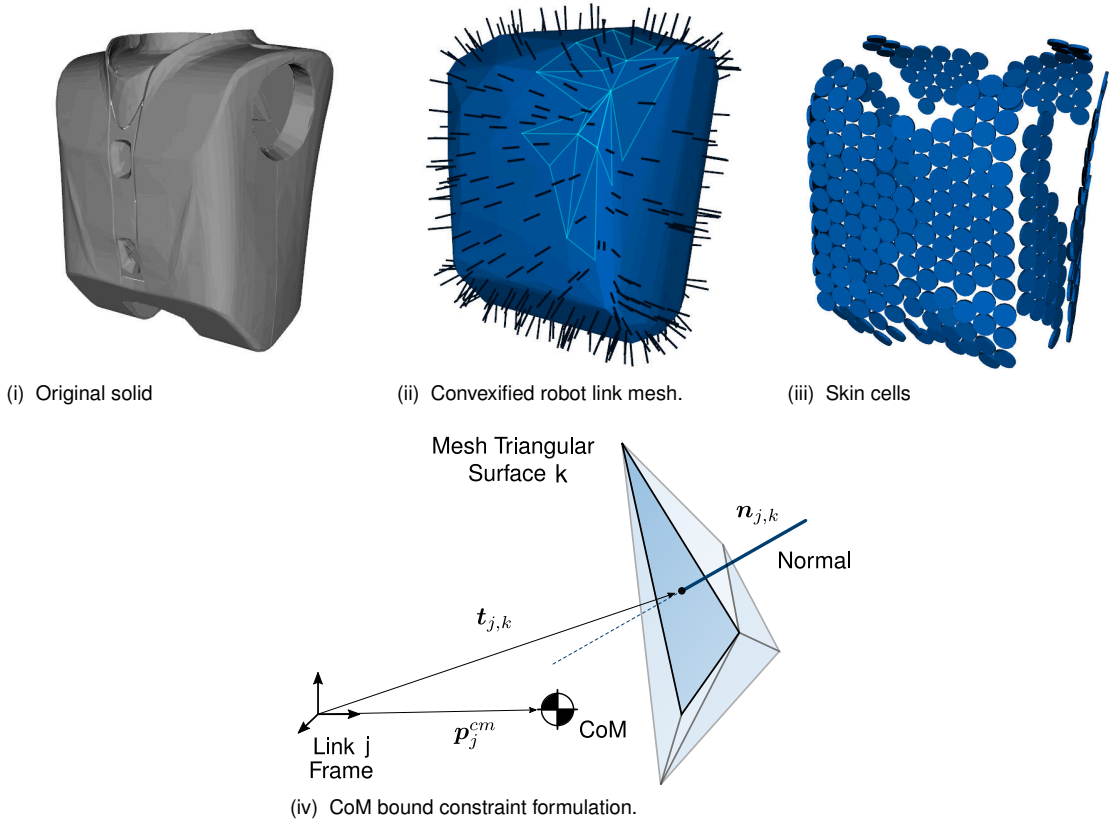 (i) Original solid
(ii) Convexified robot link mesh.
(iii) Skin cells
Mesh Triangular
Surface k
n_{j,k}
Normal
t_{j,k}
p_j^{cm}
CoM
Link j
Frame
(iv) CoM bound constraint formulation.